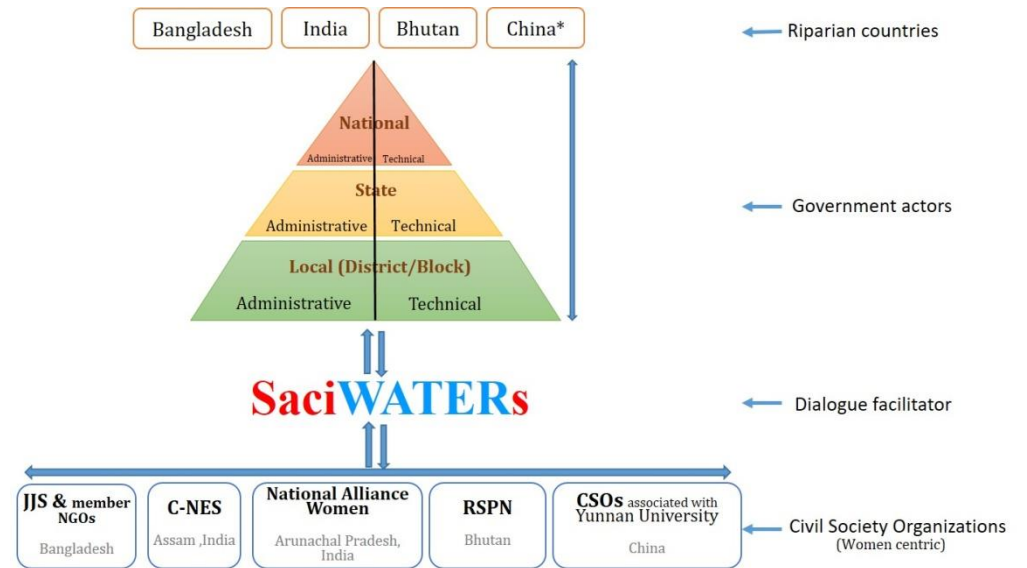 Bangladesh
India
Bhutan
China*
Riparian countries
National
Administrative
Technical
State
Administrative
Technical
Government actors
Local (District/Block)
Administrative
Technical
SaciWATERs
Dialogue facilitator
JJS & member
NGOs
Bangladesh
C-NES
Assam ,India
National Alliance
Women
Arunachal Pradesh,
India
RSPN
Bhutan
CSOs associated with
Yunnan University
China
Civil Society Organizations
(Women centric)